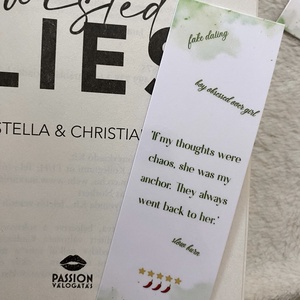 LIES
STELLA & CHRISTIA
PASSION
VÁLOGATÁS
fake dating
boy obsessed over girl
"If my thoughts were
chaos, she was my
anchor. They always
went back to her."
slow burn